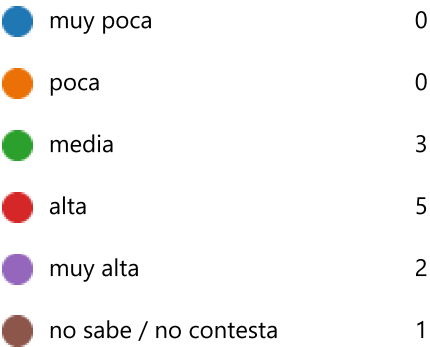 muy poca 0
poca 0
media 3
alta 5
muy alta 2
no sabe / no contesta 1